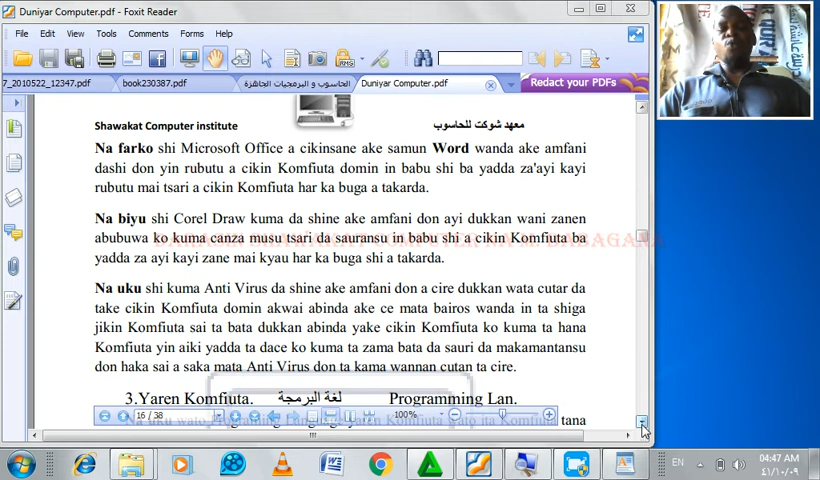 Duniyar Computer.pdf - Foxit Reader
File Edit View Tools Comments Forms Help
7_2010522_12347.pdf book230387.pdf الحاسوب و البرمجيات الجاهزة Duniyar Computer.pdf Redact your PDFs
Shawakat Computer institute معهد شوكت للحاسوب
Na farko shi Microsoft Office a cikinsane ake samun Word wanda ake amfani
dashi don yin rubutu a cikin Komfiuta domin in babu shi ba yadda za'ayi kayi
rubutu mai tsari a cikin Komfiuta har ka buga a takarda.
Na biyu shi Corel Draw kuma da shine ake amfani don ayi dukkan wani zanen
abubuwa ko kuma canza musu tsari da sauransu in babu shi a cikin Komfiuta ba
yadda za ayi kayi zane mai kyau har ka buga shi a takarda.
Na uku shi kuma Anti Virus da shine ake amfani don a cire dukkan wata cutar da
take cikin Komfiuta domin akwai abinda ake ce mata bairos wanda in ta shiga
jikin Komfiuta sai ta bata dukkan abinda yake cikin Komfiuta ko kuma ta hana
Komfiuta yin aiki yadda ta dace ko kuma ta zama bata da sauri da makamantansu
don haka sai a saka mata Anti Virus don ta kama wannan cutan ta cire.
3.Yaren Komfiuta. لغة البرمجة Programming Lan.
16 / 38 100%
tana
EN 04:47 AM
٤١/١٠/٠٩